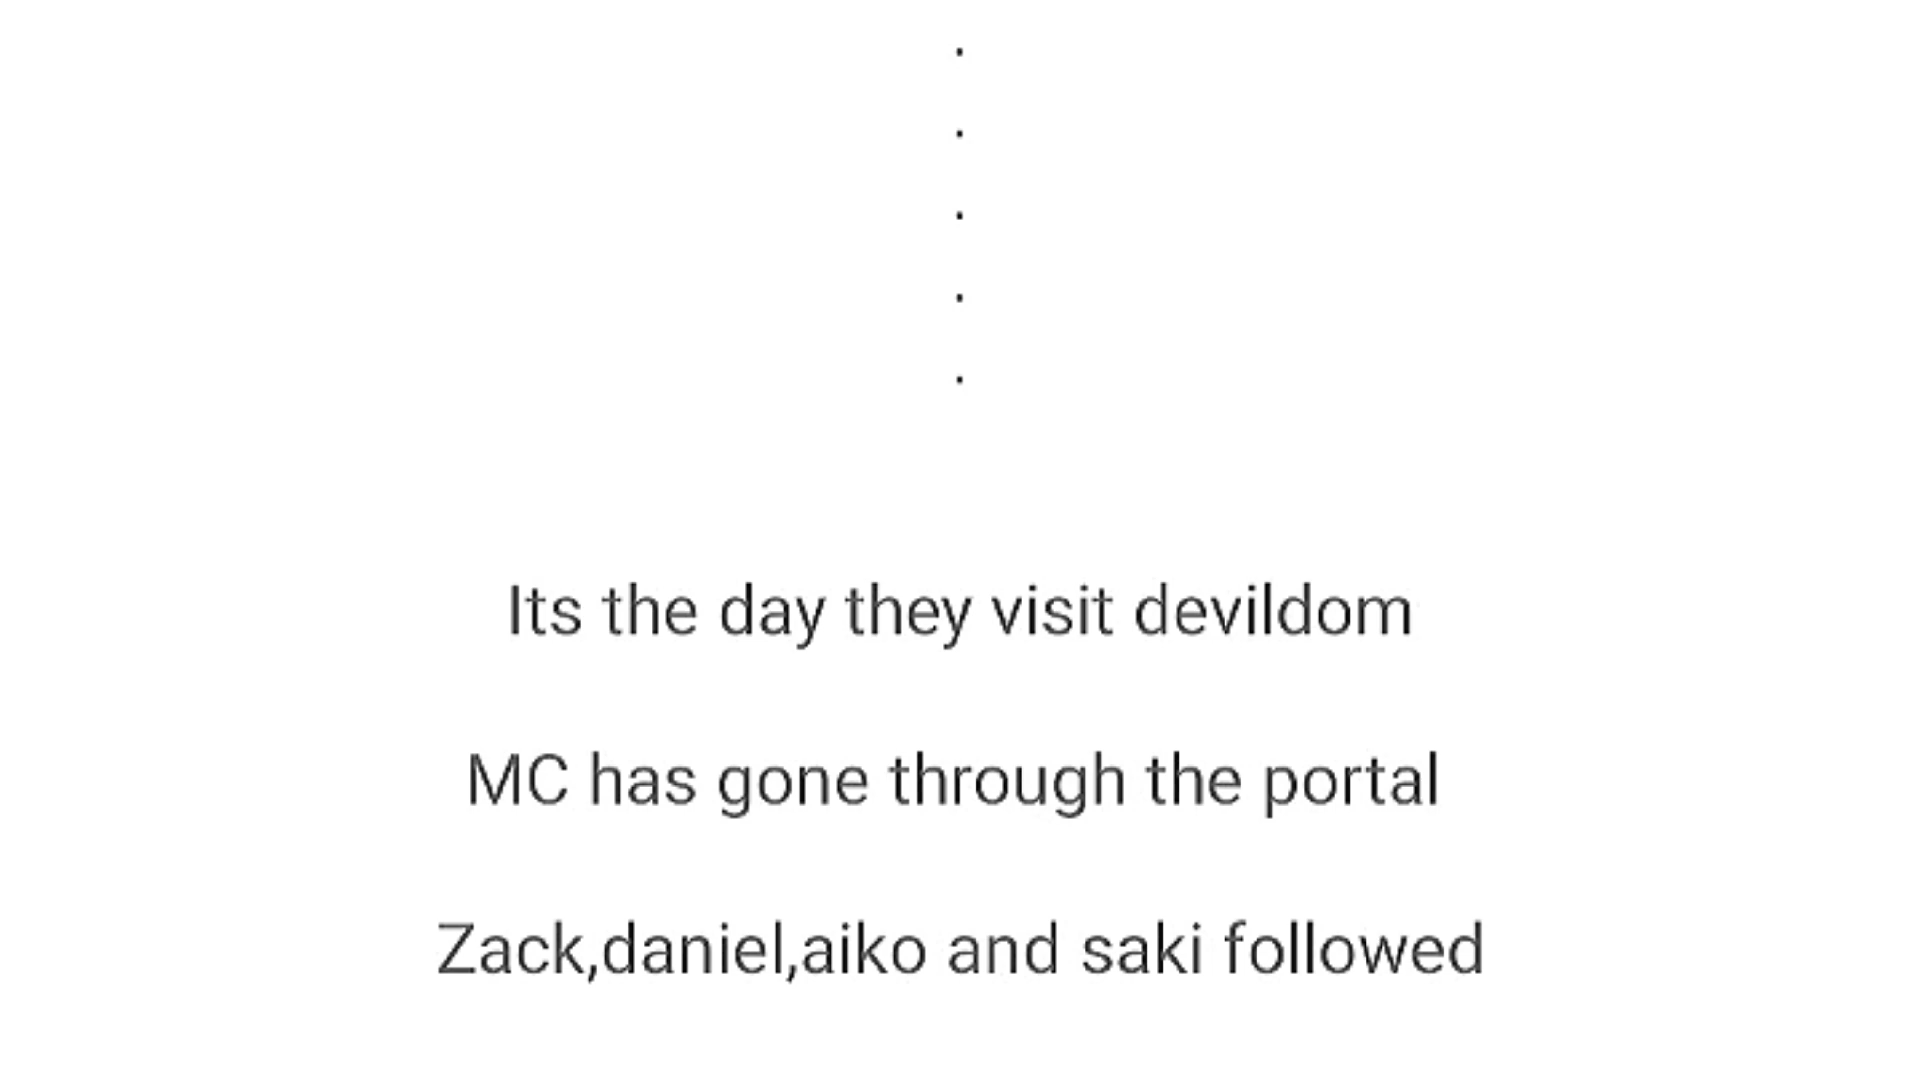 .
.
.
.
.
Its the day they visit devildom
MC has gone through the portal
Zack,daniel,aiko and saki followed